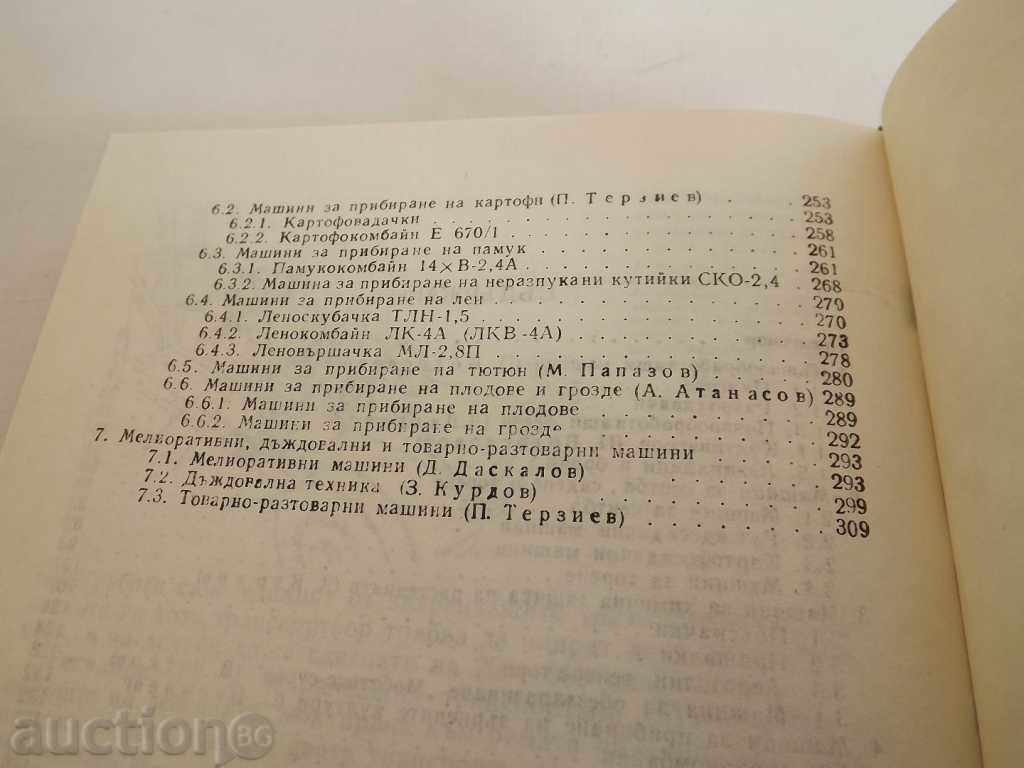 6.2. Машини за прибиране на картофи (П. Терзиев) . . . . 253
6.2.1. Картофовадачки . . . . . . . . . . . . . . 253
6.2.2. Картофокомбайн Е 670/1 . . . . . . . . . . . 258
6.3. Машини за прибиране на памук . . . . . . . . . . 261
6.3.1. Памукокомбайн 14×В-2,4А . . . . . . . . . . 261
6.3.2. Машина за прибиране на неразпукани кутийки СКО-2,4 . . 268
6.4. Машини за прибиране на лен . . . . . . . . . . . 270
6.4.1. Леноскубачка ТЛН-1,5 . . . . . . . . . . . . 270
6.4.2. Ленокомбайн ЛК-4А (ЛКВ-4А) . . . . . . . . . 273
6.4.3. Леновършачка МЛ-2,8П . . . . . . . . . . . . 278
6.5. Машини за прибиране на тютюн (М. Папазов) . . . . . 280
6.6. Машини за прибиране на плодове и грозде (А. Атанасов) 289
6.6.1. Машини за прибиране на плодове . . . . . . . . 289
6.6.2. Машини за прибиране на грозде . . . . . . . . . 292
7. Мелиоративни, дъждовални и товарно-разтоварни машини . . . . 293
7.1. Мелиоративни машини (Д. Даскалов) . . . . . . . . 293
7.2. Дъждовална техника (З. Курдов) . . . . . . . . . 299
7.3. Товарно-разтоварни машини (П. Терзиев) . . . . . . . 309
auction BG